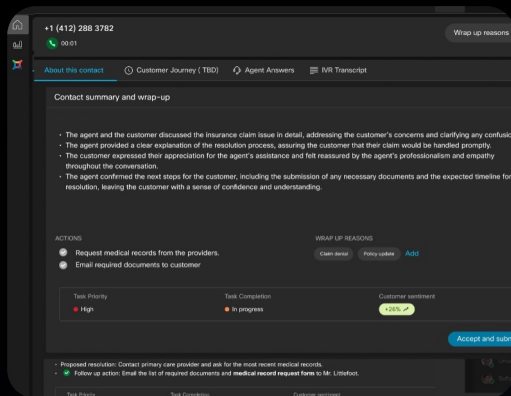 +1 (412) 288 3782
Wrap up reasons
00:01
About this contact
Customer Journey ( TBD)
Agent Answers
IVR Transcript
Contact summary and wrap-up
• The agent and the customer discussed the insurance claim issue in detail, addressing the customer's concerns and clarifying any confusio
• The agent provided a clear explanation of the resolution process, assuring the customer that their claim would be handled promptly.
• The customer expressed their appreciation for the agent's assistance and felt reassured by the agent's professionalism and empathy
throughout the conversation.
• The agent confirmed the next steps for the customer, including the submission of any necessary documents and the expected timeline for
resolution, leaving the customer with a sense of confidence and understanding.
ACTIONS
WRAP UP REASONS
Request medical records from the providers.
Claim denial Policy update Add
Email required documents to customer
Task Priority Task Completion Customer sentiment
High In progress +26%
Accept and subm
• Proposed resolution: Contact primary care provider and ask for the most recent medical records.
• Follow up action: Email the list of required documents and medical record request form to Mr. Littlefoot.
Task Priority Task Completion Customer sentiment